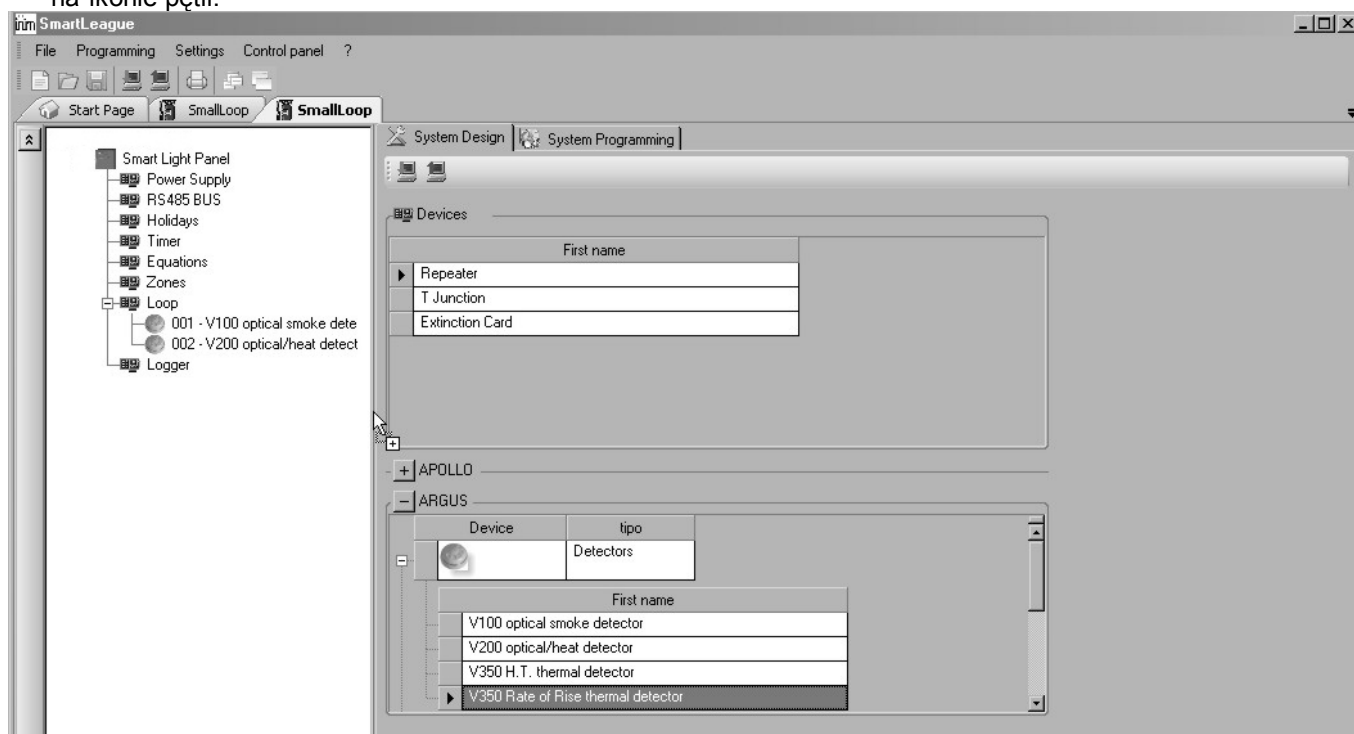 na ikonie pętli.
inim SmartLeague
File Programming Settings Control panel ?
Start Page SmallLoop SmallLoop
System Design System Programming
Smart Light Panel
Power Supply
RS485 BUS
Holidays
Timer
Equations
Zones
Loop
001 - V100 optical smoke dete
002 - V200 optical/heat detect
Logger
Devices
First name
Repeater
T Junction
Extinction Card
APOLLO
ARGUS
Device tipo
Detectors
First name
V100 optical smoke detector
V200 optical/heat detector
V350 H.T. thermal detector
V350 Rate of Rise thermal detector